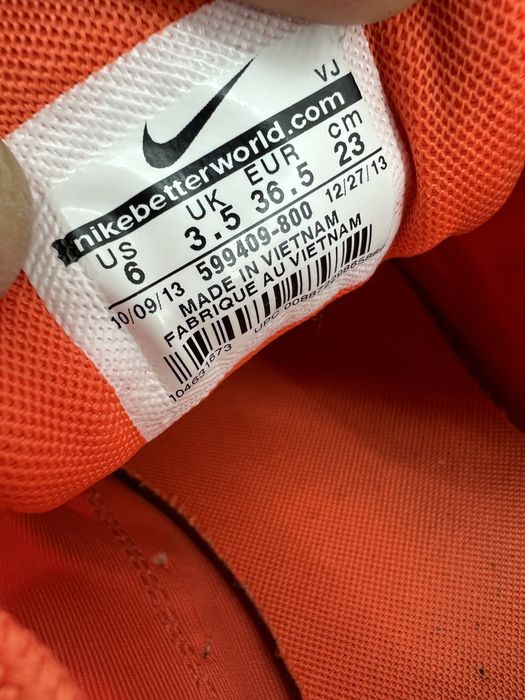 VJ
nikebetterworld.com
US UK EUR cm
6 3.5 36.5 23
10/09/13 599409-800 12/27/13
MADE IN VIETNAM
FABRIQUE AU VIETNAM
UPC